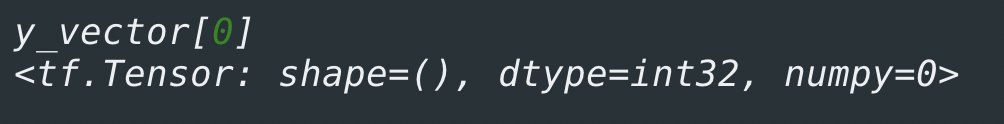 y_vector[0]
<tf.Tensor: shape=(), dtype=int32, numpy=0>